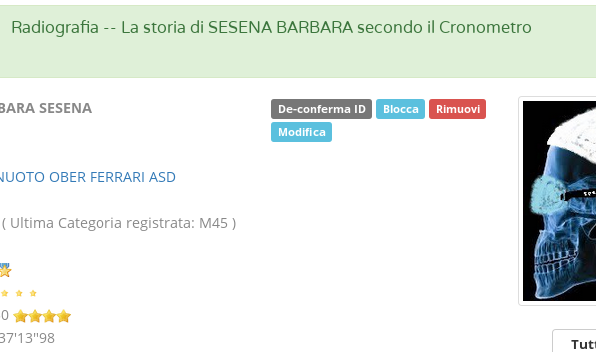 Radiografia -- La storia di SESENA BARBARA secondo il Cronometro
BARA SESENA
De-conferma ID Blocca Rimuovi
Modifica
NUOTO OBER FERRARI ASD
( Ultima Categoria registrata: M45 )
0
37'13''98
Tutt